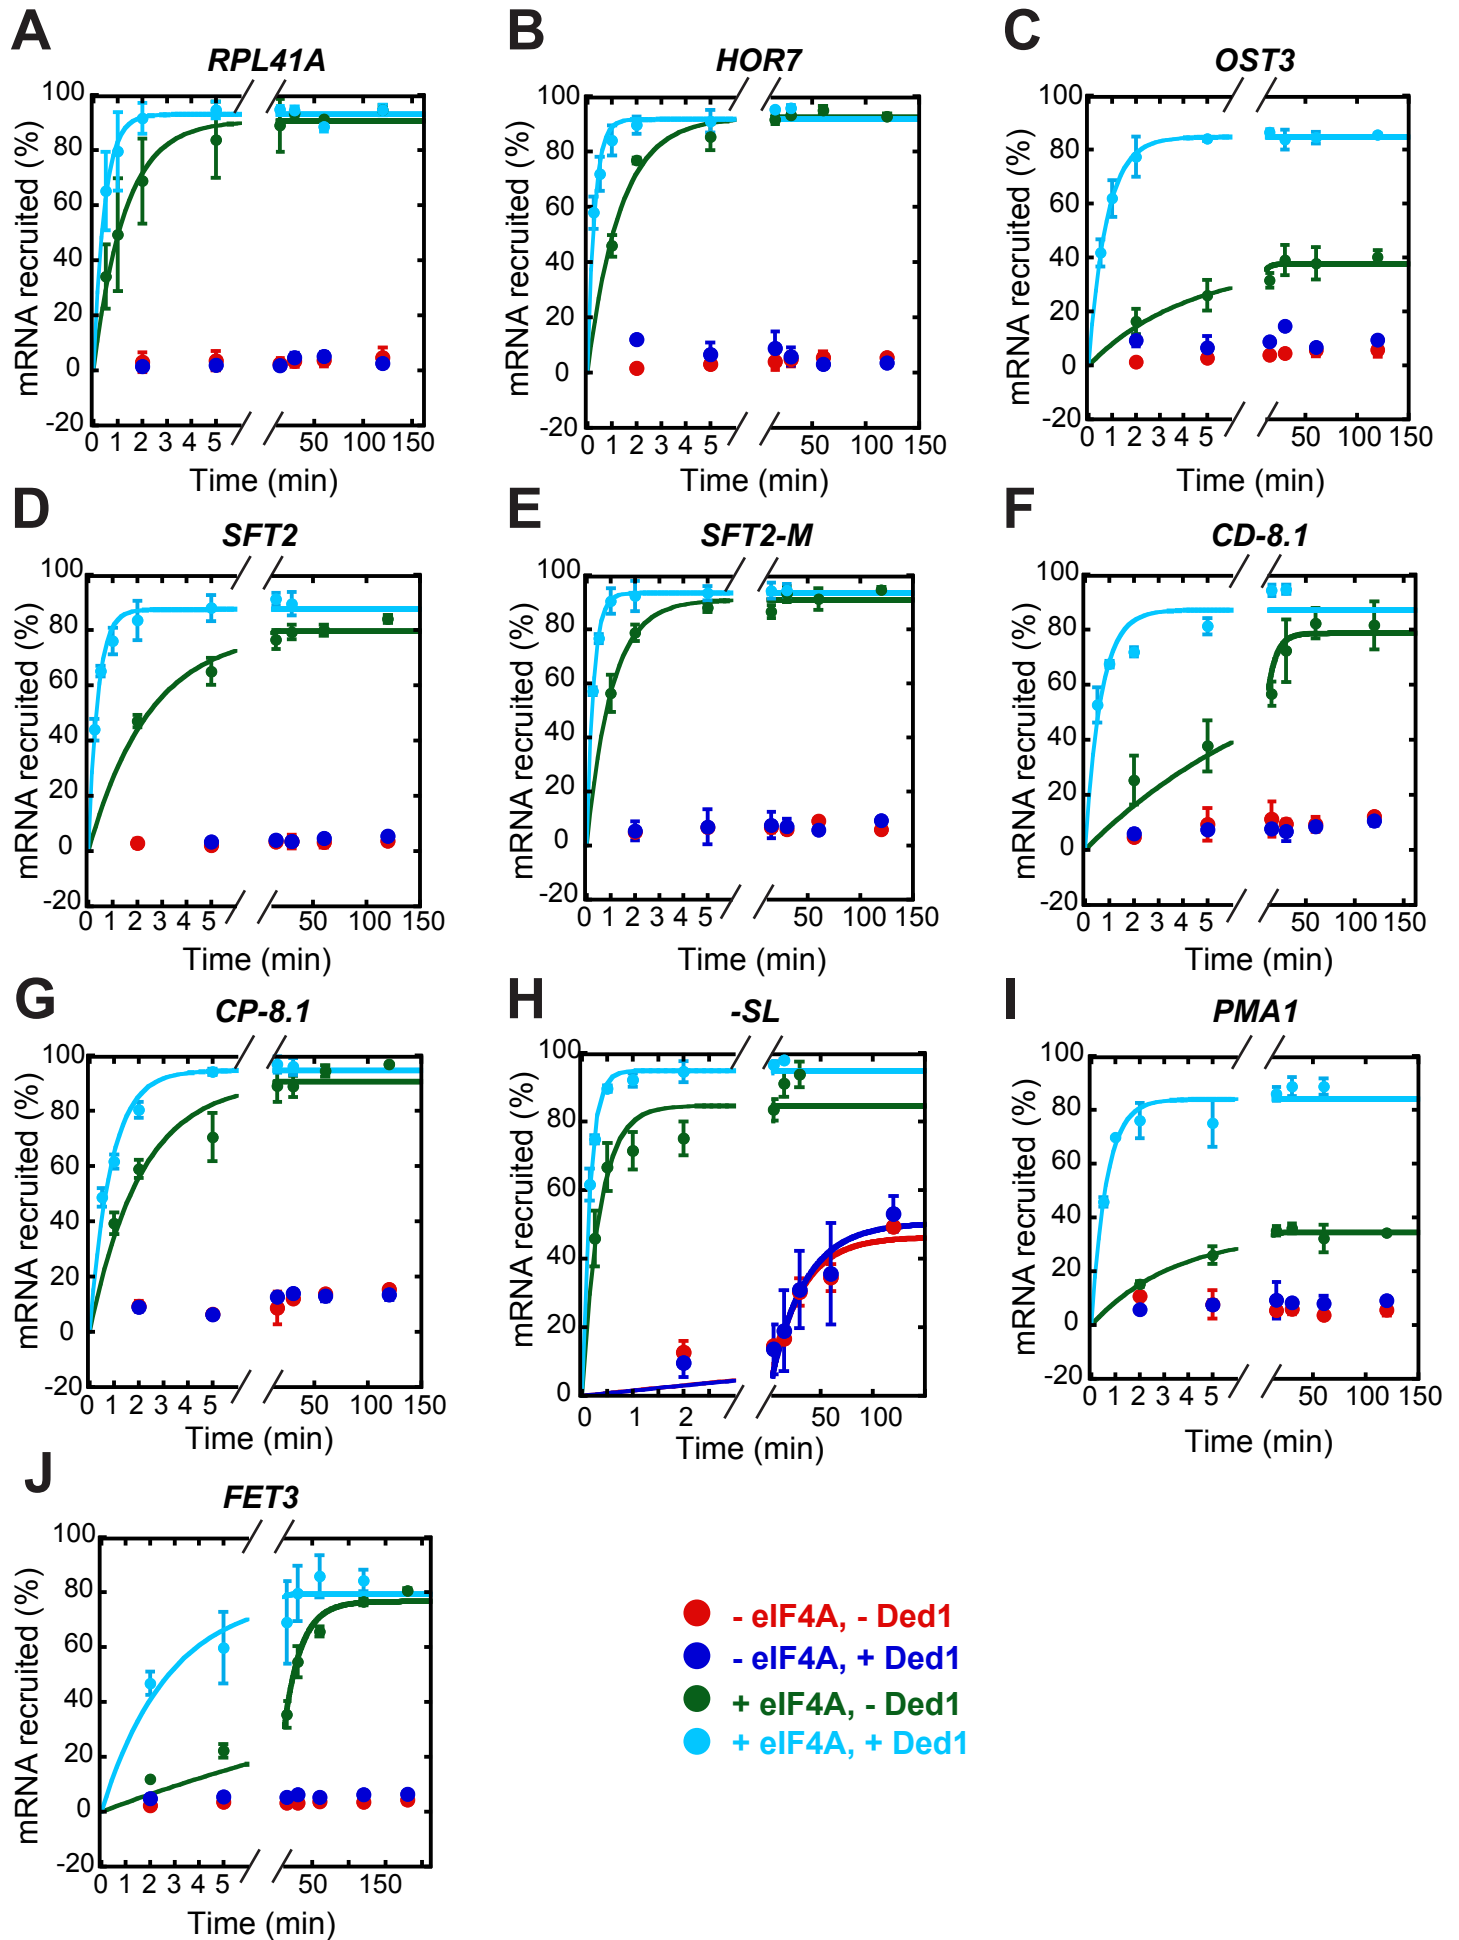 A
RPL41A
mRNA recruited (%)
100
80
60
40
20
0
-20
0 1 2 3 4 5 50 100 150
Time (min)
B
HOR7
mRNA recruited (%)
100
80
60
40
20
0
-20
0 1 2 3 4 5 50 100 150
Time (min)
C
OST3
mRNA recruited (%)
100
80
60
40
20
0
-20
0 1 2 3 4 5 50 100 150
Time (min)
D
SFT2
mRNA recruited (%)
100
80
60
40
20
0
-20
0 1 2 3 4 5 50 100 150
Time (min)
E
SFT2-M
mRNA recruited (%)
100
80
60
40
20
0
-20
0 1 2 3 4 5 50 100 150
Time (min)
F
CD-8.1
mRNA recruited (%)
100
80
60
40
20
0
-20
0 1 2 3 4 5 50 100 150
Time (min)
G
CP-8.1
mRNA recruited (%)
100
80
60
40
20
0
-20
0 1 2 3 4 5 50 100 150
Time (min)
H
-SL
mRNA recruited (%)
100
80
60
40
20
0
0 1 2 50 100
Time (min)
I
PMA1
mRNA recruited (%)
100
80
60
40
20
0
-20
0 1 2 3 4 5 50 100 150
Time (min)
J
FET3
mRNA recruited (%)
100
80
60
40
20
0
-20
0 1 2 3 4 5 50 150
Time (min)
- eIF4A, - Ded1
- eIF4A, + Ded1
+ eIF4A, - Ded1
+ eIF4A, + Ded1